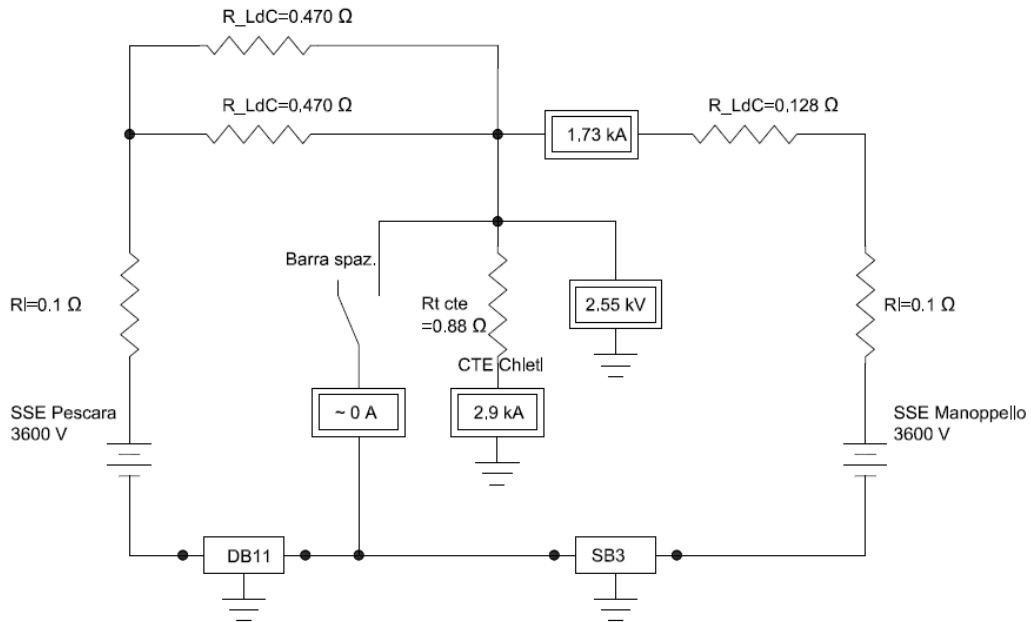 R_LdC=0.470 Ω
R_LdC=0,470 Ω
R_LdC=0,128 Ω
1,73 kA
Barra spaz.
RI=0.1 Ω
Rt cte
=0.88 Ω
2,55 kV
RI=0.1 Ω
CTE Chieti
SSE Pescara
3600 V
~ 0 A
2,9 kA
SSE Manoppello
3600 V
DB11
SB3